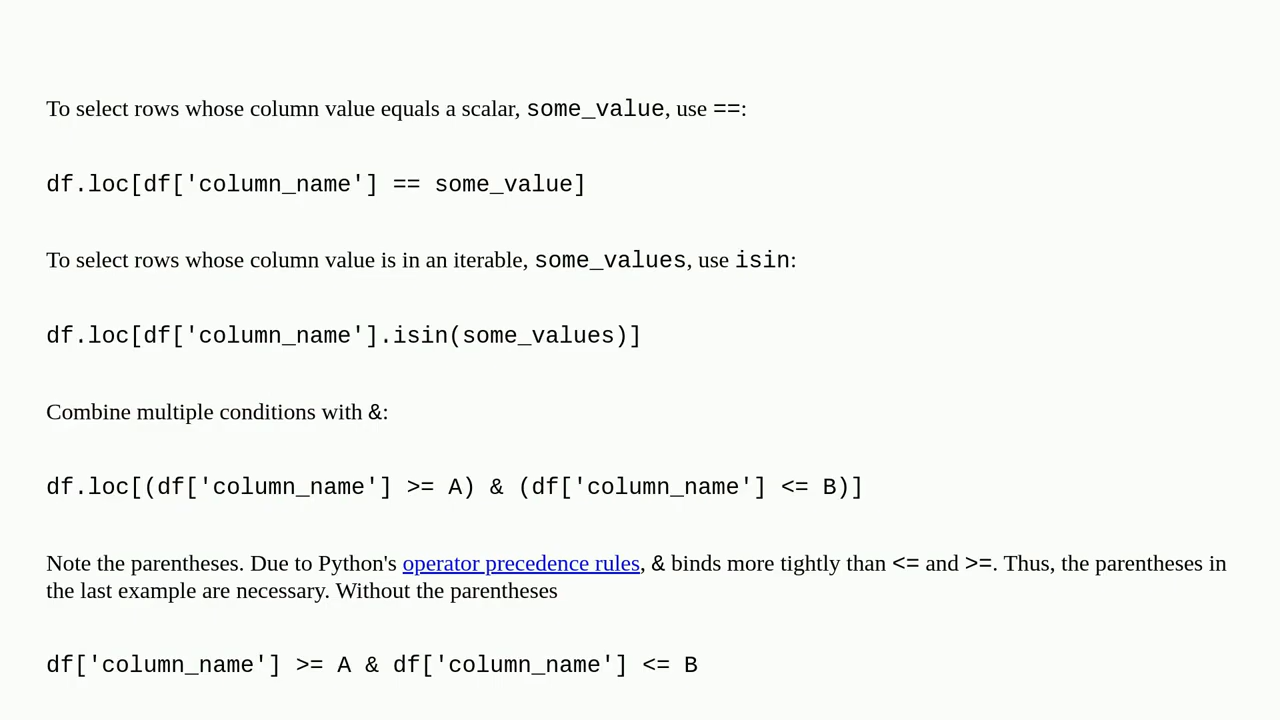 To select rows whose column value equals a scalar, some_value, use ==:
df.loc[df['column_name'] == some_value]
To select rows whose column value is in an iterable, some_values, use isin:
df.loc[df['column_name'].isin(some_values)]
Combine multiple conditions with &:
df.loc[(df['column_name'] >= A) & (df['column_name'] <= B)]
Note the parentheses. Due to Python's operator precedence rules, & binds more tightly than <= and >=. Thus, the parentheses in
the last example are necessary. Without the parentheses
df['column_name'] >= A & df['column_name'] <= B